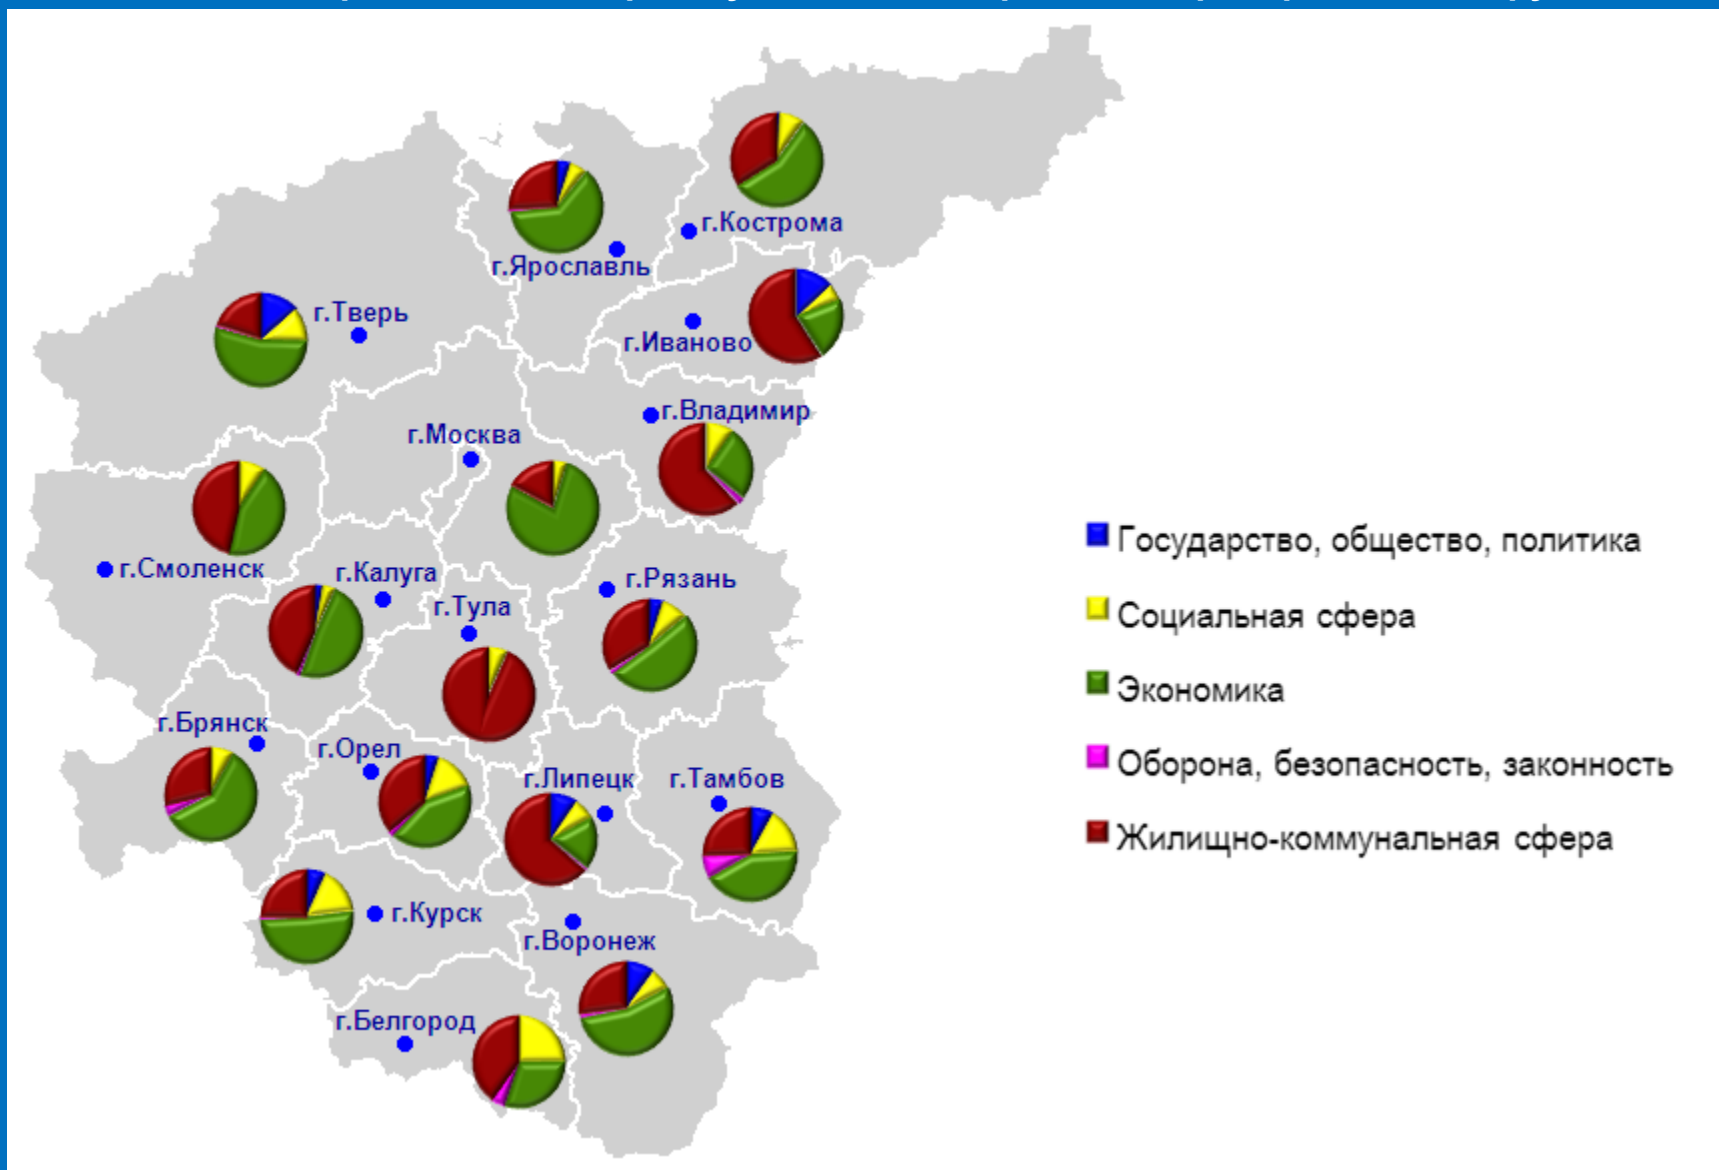 г.Кострома
г.Ярославль
г.Тверь
г.Иваново
г.Владимир
г.Москва
г.Смоленск
г.Калуга
г.Рязань
г.Тула
г.Брянск
г.Орел
г.Липецк
г.Тамбов
г.Курск
г.Воронеж
г.Белгород
Государство, общество, политика
Социальная сфера
Экономика
Оборона, безопасность, законность
Жилищно-коммунальная сфера